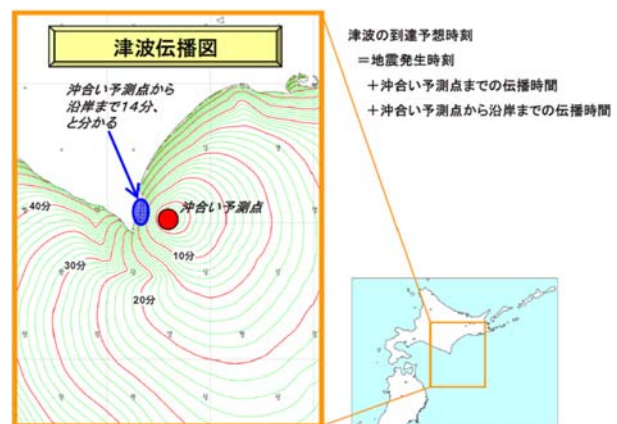 津波伝播図
沖合い予測点から
沿岸まで14分、
と分かる
沖合い予測点
40分
30分
20分
10分
津波の到達予想時刻
＝地震発生時刻
＋沖合い予測点までの伝播時間
＋沖合い予測点から沿岸までの伝播時間